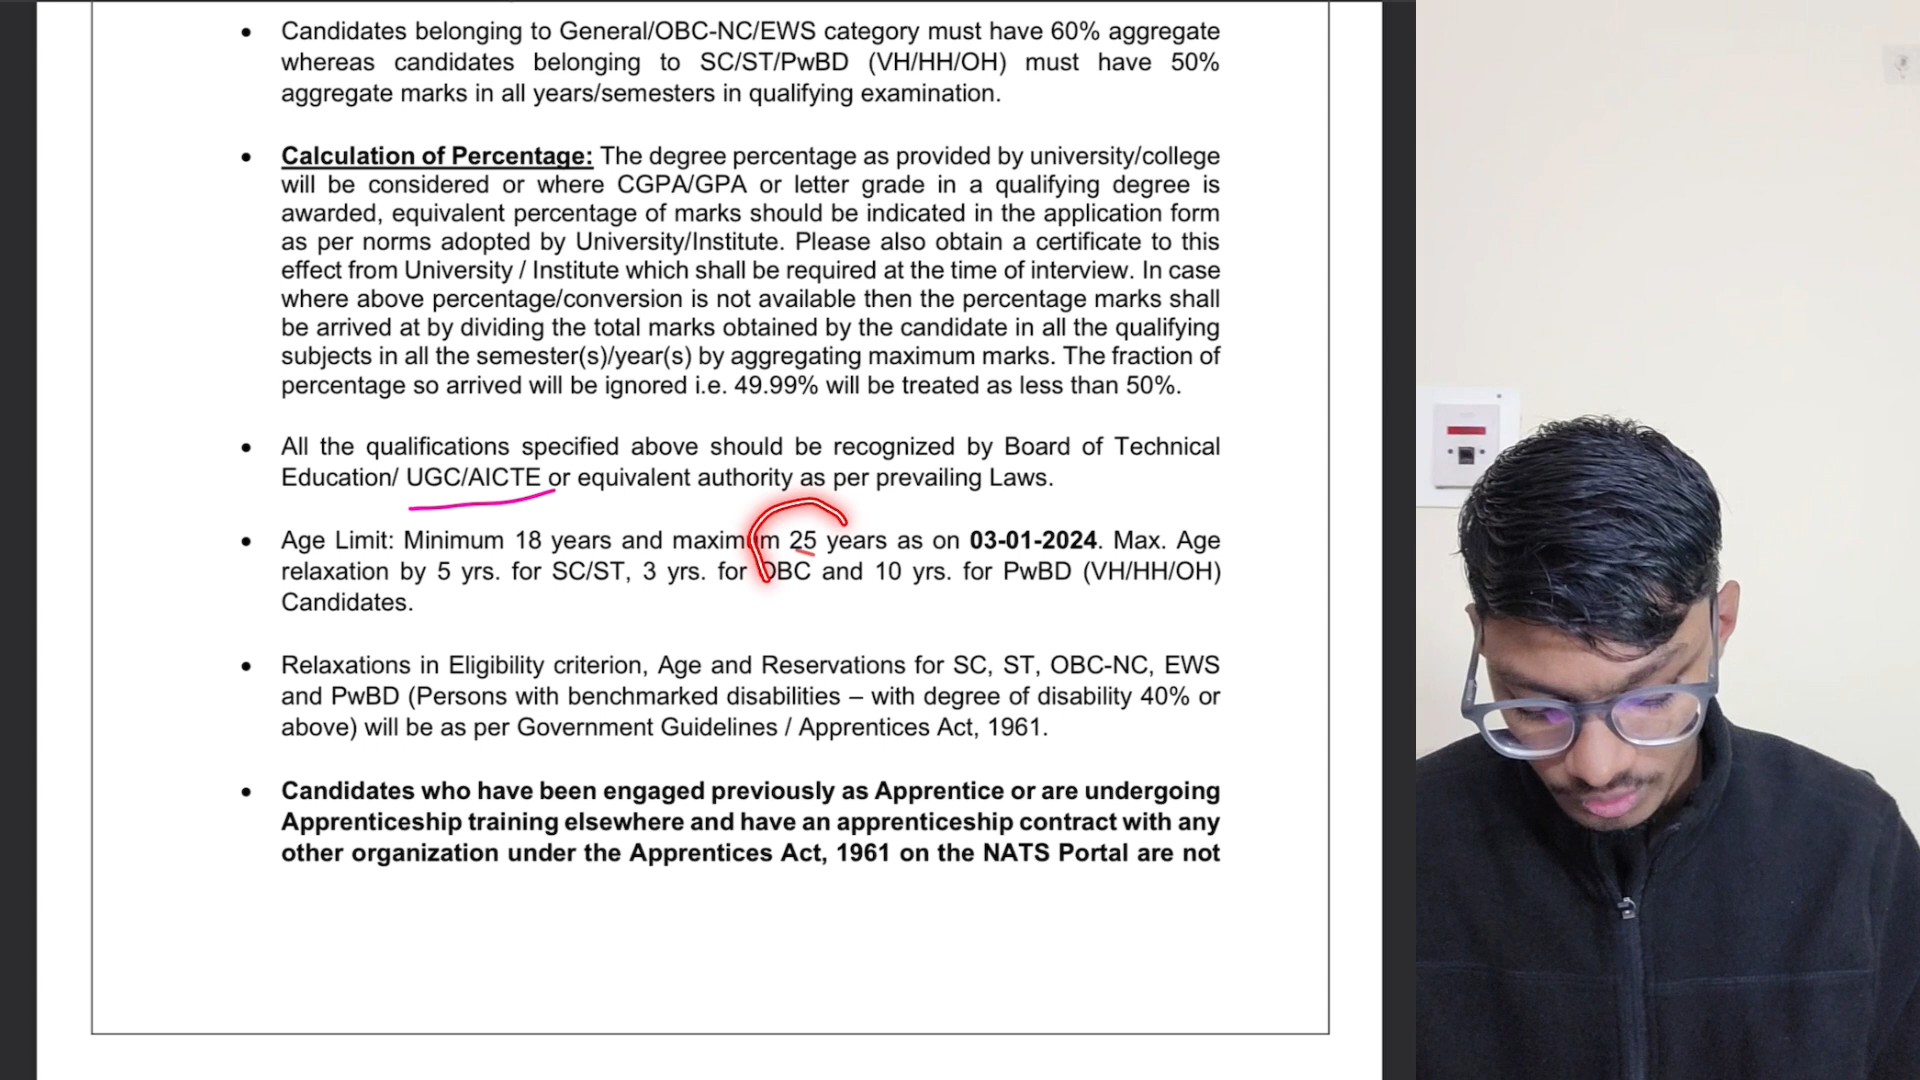 • Candidates belonging to General/OBC-NC/EWS category must have 60% aggregate
whereas candidates belonging to SC/ST/PwBD (VH/HH/OH) must have 50%
aggregate marks in all years/semesters in qualifying examination.
• Calculation of Percentage: The degree percentage as provided by university/college
will be considered or where CGPA/GPA or letter grade in a qualifying degree is
awarded, equivalent percentage of marks should be indicated in the application form
as per norms adopted by University/Institute. Please also obtain a certificate to this
effect from University / Institute which shall be required at the time of interview. In case
where above percentage/conversion is not available then the percentage marks shall
be arrived at by dividing the total marks obtained by the candidate in all the qualifying
subjects in all the semester(s)/year(s) by aggregating maximum marks. The fraction of
percentage so arrived will be ignored i.e. 49.99% will be treated as less than 50%.
• All the qualifications specified above should be recognized by Board of Technical
Education/ UGC/AICTE or equivalent authority as per prevailing Laws.
• Age Limit: Minimum 18 years and maximum 25 years as on 03-01-2024. Max. Age
relaxation by 5 yrs. for SC/ST, 3 yrs. for OBC and 10 yrs. for PwBD (VH/HH/OH)
Candidates.
• Relaxations in Eligibility criterion, Age and Reservations for SC, ST, OBC-NC, EWS
and PwBD (Persons with benchmarked disabilities – with degree of disability 40% or
above) will be as per Government Guidelines / Apprentices Act, 1961.
• Candidates who have been engaged previously as Apprentice or are undergoing
Apprenticeship training elsewhere and have an apprenticeship contract with any
other organization under the Apprentices Act, 1961 on the NATS Portal are not